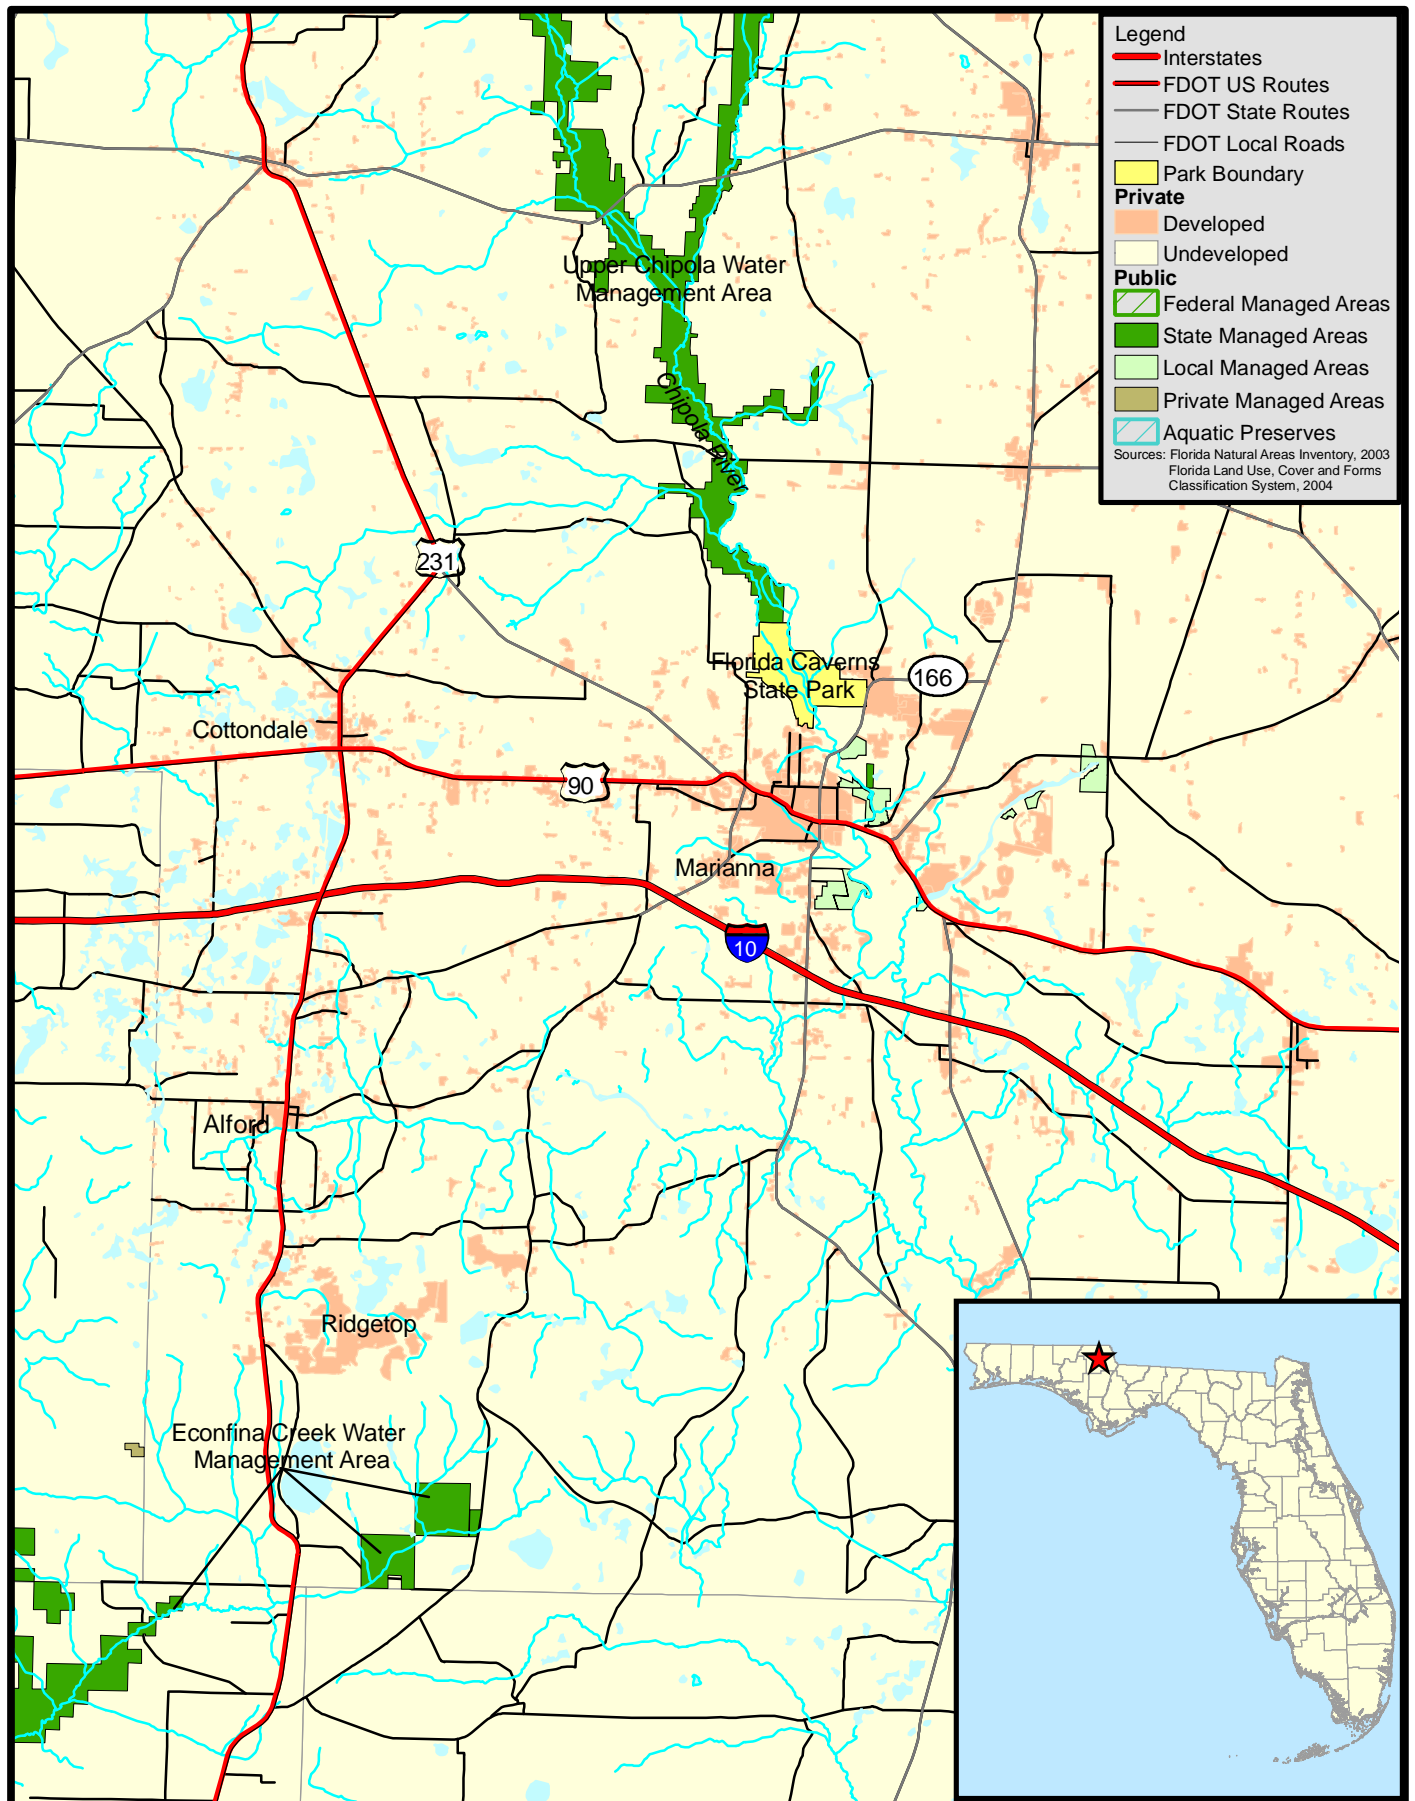 Legend
Interstates
FDOT US Routes
FDOT State Routes
FDOT Local Roads
Park Boundary
Private
Developed
Undeveloped
Public
Federal Managed Areas
State Managed Areas
Local Managed Areas
Private Managed Areas
Aquatic Preserves
Sources: Florida Natural Areas Inventory, 2003
Florida Land Use, Cover and Forms
Classification System, 2004
Upper Chipola Water
Management Area
Chipola River
231
Florida Caverns
State Park
166
Cottondale
90
Marianna
10
Alford
Ridgetop
Econfina Creek Water
Management Area